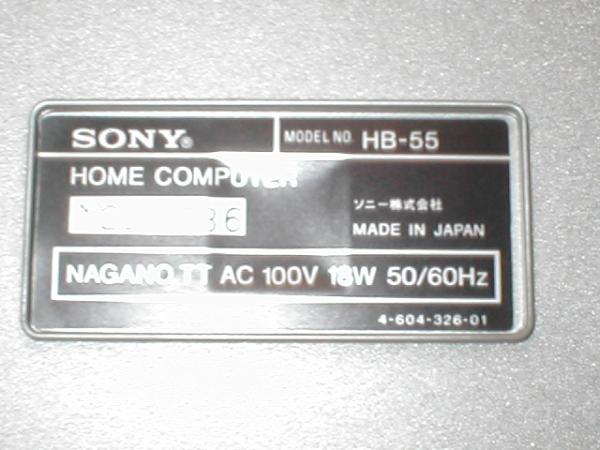 SONY® MODEL NO. HB-55
HOME COMPUTER
ソニー株式会社
MADE IN JAPAN
NAGANO TT AC 100V 18W 50/60Hz
4-604-326-01